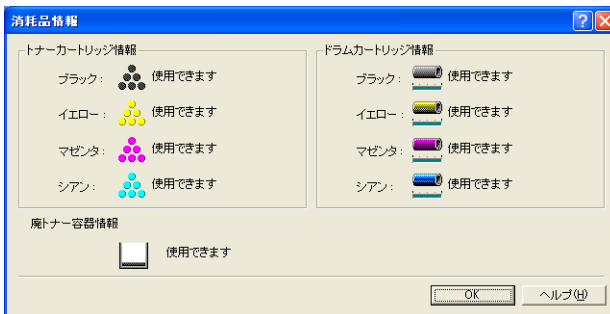 消耗品情報
トナーカートリッジ情報
ブラック： 使用できます
イエロー： 使用できます
マゼンタ： 使用できます
シアン： 使用できます
ドラムカートリッジ情報
ブラック： 使用できます
イエロー： 使用できます
マゼンタ： 使用できます
シアン： 使用できます
廃トナー容器情報
使用できます
OK ヘルプ(H)